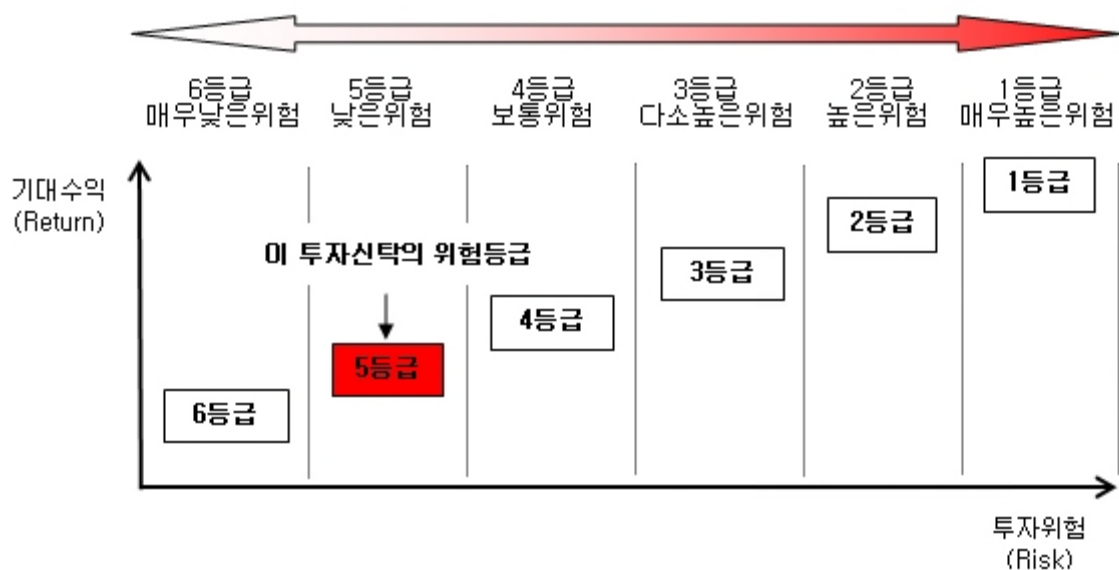 6등급 5등급 4등급 3등급 2등급 1등급
매우낮은위험 낮은위험 보통위험 다소높은위험 높은위험 매우높은위험
기대수익
(Return)
1등급
2등급
이 투자신탁의 위험등급
3등급
4등급
5등급
6등급
투자위험
(Risk)